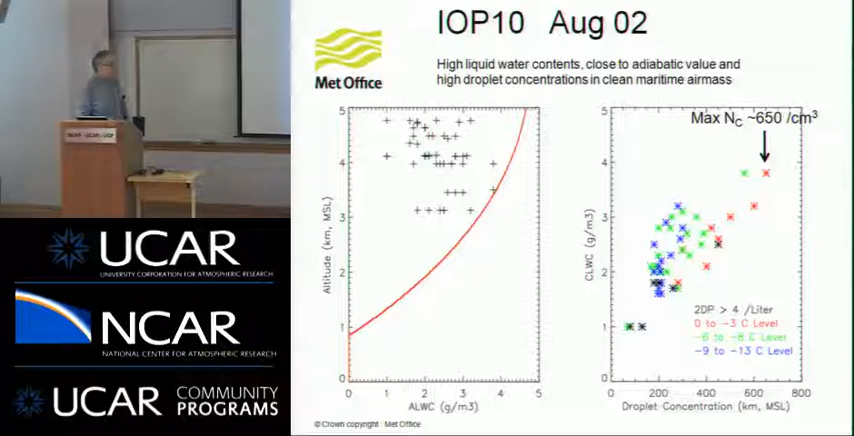 IOP10 Aug 02
Met Office
High liquid water contents, close to adiabatic value and
high droplet concentrations in clean maritime airmass
NCAR - UCAR - UOP
UCAR
UNIVERSITY CORPORATION FOR ATMOSPHERIC RESEARCH
NCAR
NATIONAL CENTER FOR ATMOSPHERIC RESEARCH
UCAR COMMUNITY
PROGRAMS
5
4
3
2
1
0
Altitude (km, MSL)
0 1 2 3 4 5
ALWC (g/m3)
Max NC ~650 /cm3
5
4
3
2
1
0
CLWC (g/m3)
2DP > 4 /Liter
0 to -3 C Level
-6 to -8 C Level
-9 to -13 C Level
0 200 400 600 800
Droplet Concentration (km, MSL)
© Crown copyright Met Office